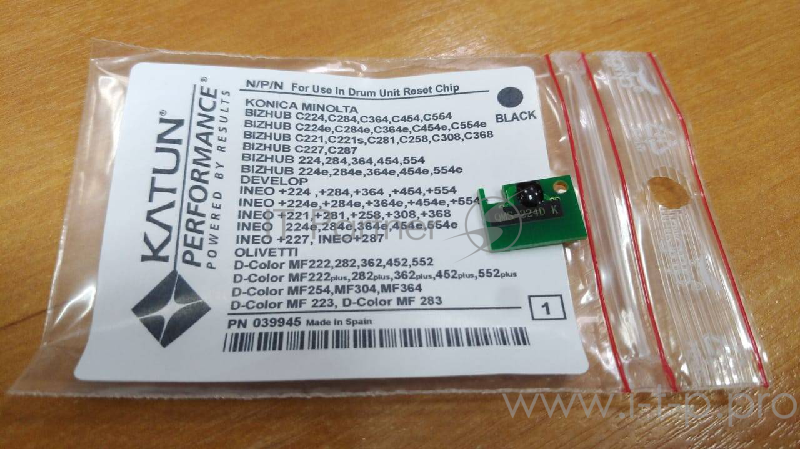 KATUN®
PERFORMANCE
POWERED BY RESULTS
N/P/N For Use In Drum Unit Reset Chip
BLACK
KONICA MINOLTA
BIZHUB C224,C284,C364,C454,C554
BIZHUB C224e,C284e,C364e,C454e,C554e
BIZHUB C221,C221s,C281,C258,C308,C368
BIZHUB C227,C287
BIZHUB 224,284,364,454,554
BIZHUB 224e,284e,364e,454e,554e
DEVELOP
INEO +224 ,+284,+364 ,+454,+554
INEO +224e,+284e,+364e,+454e,+554
INEO +221, +258,+308,+368
INEO 224e,284e,364e,454e,554e
INEO +227, INEO+287
OLIVETTI
D-Color MF222,282,362,452,552
D-Color MF222plus,282plus,362plus,452plus,552plus
D-Color MF254,MF304,MF364
D-Color MF 223, D-Color MF 283
PN 039945 Made in Spain
1
224D K
IT Partner
www.i-t-p.pro